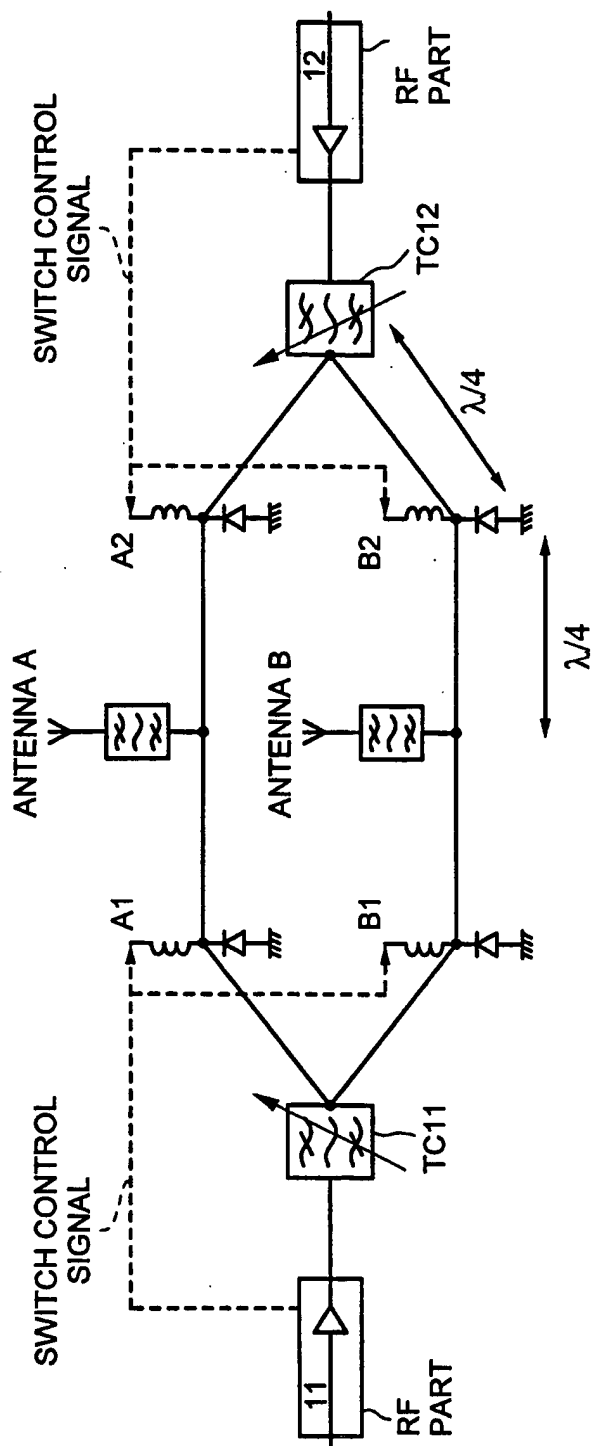 SWITCH CONTROL
SIGNAL
SWITCH CONTROL
SIGNAL
ANTENNA A
A1
A2
ANTENNA B
B1
B2
11
RF
PART
TC11
TC12
12
RF
PART
λ/4
λ/4